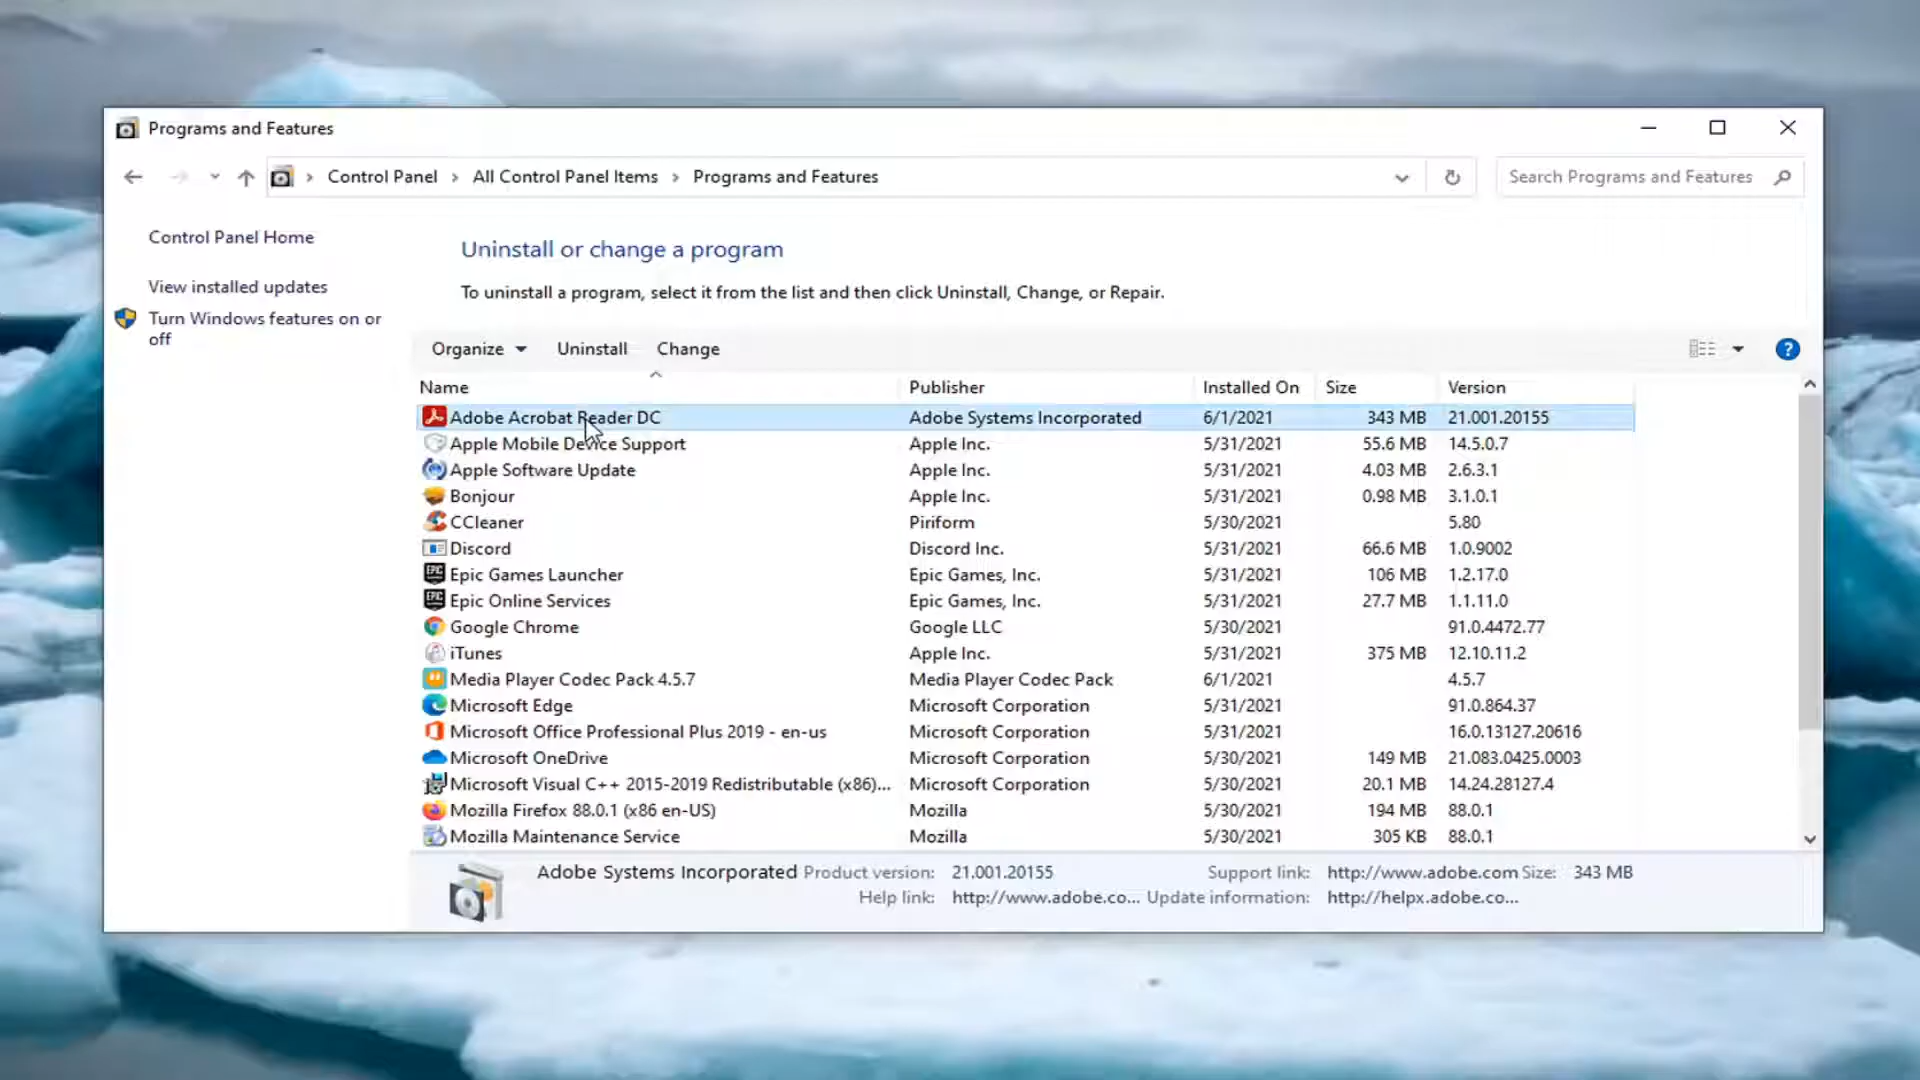 Programs and Features
Control Panel > All Control Panel Items > Programs and Features
Search Programs and Features
Control Panel Home
View installed updates
Turn Windows features on or
off
Uninstall or change a program
To uninstall a program, select it from the list and then click Uninstall, Change, or Repair.
Organize Uninstall Change
?
Name Publisher Installed On Size Version
Adobe Acrobat Reader DC Adobe Systems Incorporated 6/1/2021 343 MB 21.001.20155
Apple Mobile Device Support Apple Inc. 5/31/2021 55.6 MB 14.5.0.7
Apple Software Update Apple Inc. 5/31/2021 4.03 MB 2.6.3.1
Bonjour Apple Inc. 5/31/2021 0.98 MB 3.1.0.1
CCleaner Piriform 5/30/2021 5.80
Discord Discord Inc. 5/31/2021 66.6 MB 1.0.9002
Epic Games Launcher Epic Games, Inc. 5/31/2021 106 MB 1.2.17.0
Epic Online Services Epic Games, Inc. 5/31/2021 27.7 MB 1.1.11.0
Google Chrome Google LLC 5/30/2021 91.0.4472.77
iTunes Apple Inc. 5/31/2021 375 MB 12.10.11.2
Media Player Codec Pack 4.5.7 Media Player Codec Pack 6/1/2021 4.5.7
Microsoft Edge Microsoft Corporation 5/31/2021 91.0.864.37
Microsoft Office Professional Plus 2019 - en-us Microsoft Corporation 5/31/2021 16.0.13127.20616
Microsoft OneDrive Microsoft Corporation 5/30/2021 149 MB 21.083.0425.0003
Microsoft Visual C++ 2015-2019 Redistributable (x86)... Microsoft Corporation 5/30/2021 20.1 MB 14.24.28127.4
Mozilla Firefox 88.0.1 (x86 en-US) Mozilla 5/30/2021 194 MB 88.0.1
Mozilla Maintenance Service Mozilla 5/30/2021 305 KB 88.0.1
Adobe Systems Incorporated Product version: 21.001.20155 Support link: http://www.adobe.com Size: 343 MB
Help link: http://www.adobe.co... Update information: http://helpx.adobe.co...